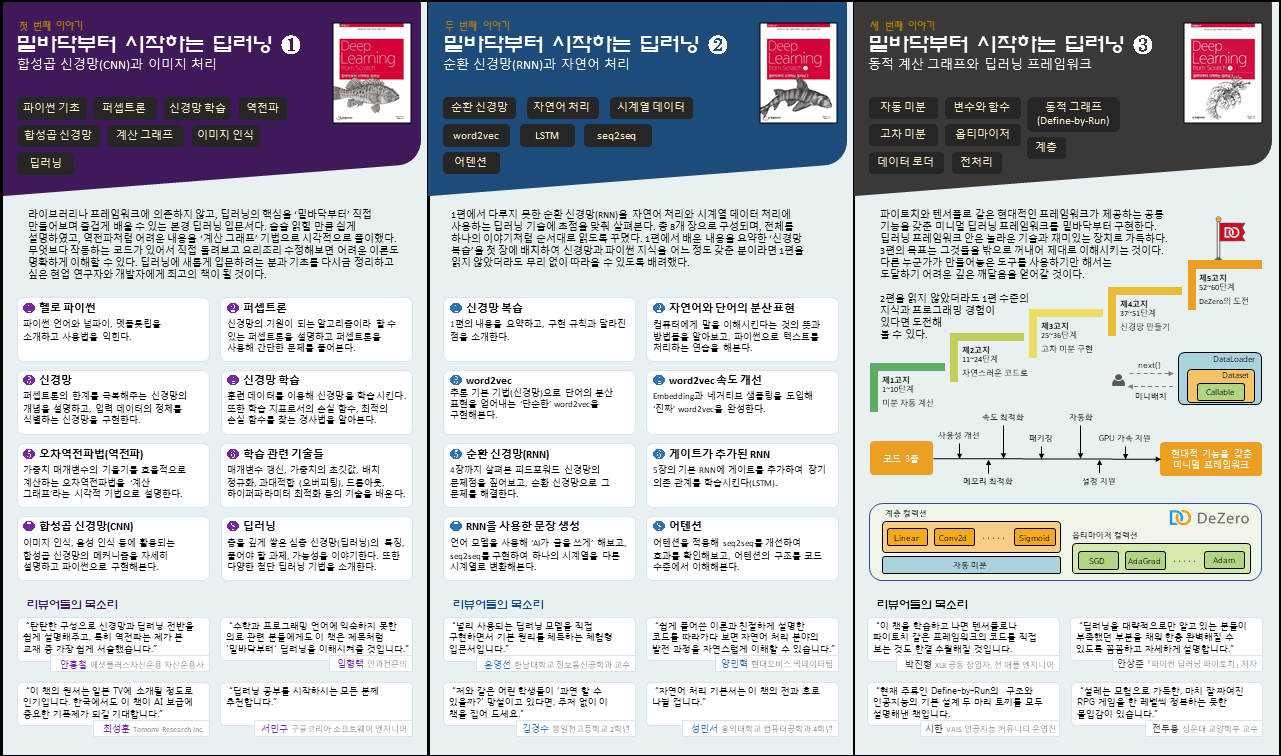 첫 번째 이야기
밑바닥부터 시작하는 딥러닝 ❶
합성곱 신경망(CNN)과 이미지 처리
Deep
Learning
from Scratch
파이썬 기초
퍼셉트론
신경망 학습
역전파
합성곱 신경망
계산 그래프
이미지 인식
딥러닝
라이브러리나 프레임워크에 의존하지 않고, 딥러닝의 핵심을 ‘밑바닥부터’ 직접
만들어보며 즐겁게 배울 수 있는 본격 딥러닝 입문서다. 술술 읽힐 만큼 쉽게
설명하였고, 역전파처럼 어려운 내용을 ‘계산 그래프’ 기법으로 시각적으로 풀이했다.
무엇보다 작동하는 코드가 있어서 직접 돌려보고 요리조리 수정해보면 어려운 이론도
명확하게 이해할 수 있다. 딥러닝에 새롭게 입문하려는 분과 기초를 다시금 정리하고
싶은 현업 연구자와 개발자에게 최고의 책이 될 것이다.
헬로 파이썬
파이썬 언어와 넘파이, 맷플롯립을
소개하고 사용법을 익힌다.
퍼셉트론
신경망의 기원이 되는 알고리즘이라 할 수
있는 퍼셉트론을 설명하고 퍼셉트론을
사용해 간단한 문제를 풀어본다.
신경망
퍼셉트론의 한계를 극복해주는 신경망의
개념을 설명하고, 입력 데이터의 정체를
식별하는 신경망을 구현한다.
신경망 학습
훈련 데이터를 이용해 신경망을 학습시킨다.
또한 학습 지표로서의 손실 함수, 최적의
손실 함수를 찾는 경사법을 알아본다.
오차역전파법(역전파)
가중치 매개변수의 기울기를 효율적으로
계산하는 오차역전파법을 ‘계산
그래프’라는 시각적 기법으로 설명한다.
학습 관련 기술들
매개변수 갱신, 가중치의 초깃값, 배치
정규화, 과대적합(오버피팅), 드롭아웃,
하이퍼파라미터 최적화 등의 기술을 배운다.
합성곱 신경망(CNN)
이미지 인식, 음성 인식 등에 활용되는
합성곱 신경망의 메커니즘을 자세히
설명하고 파이썬으로 구현해본다.
딥러닝
층을 깊게 쌓은 심층 신경망(딥러닝)의 특징,
풀어야 할 과제, 가능성을 이야기한다. 또한
다양한 첨단 딥러닝 기법을 소개한다.
리뷰어들의 목소리
“탄탄한 구성으로 신경망과 딥러닝 전반을
쉽게 설명해주고, 특히 역전파는 제가 본
교재 중 가장 쉽게 서술했습니다.”
안흥철 에셋플러스자산운용 자산운용사
“수학과 프로그래밍 언어에 익숙하지 못한
의료 관련 분들에게도 이 책은 제목처럼
‘밑바닥부터’ 딥러닝을 이해시켜줄 것입니다.”
임형택 안과전문의
“이 책의 원서는 일본 TV에 소개될 정도로
인기입니다. 한국에서도 이 책이 AI 보급에
중요한 기폭제가 되길 기대합니다.”
최성훈 Tomomi Research Inc.
“딥러닝 공부를 시작하시는 모든 분께
추천합니다.”
서민구 구글코리아 소프트웨어 엔지니어
두 번째 이야기
밑바닥부터 시작하는 딥러닝 ❷
순환 신경망(RNN)과 자연어 처리
Deep
Learning
from Scratch
순환 신경망
자연어 처리
시계열 데이터
word2vec
LSTM
seq2seq
어텐션
1편에서 다루지 못한 순환 신경망(RNN)을 자연어 처리와 시계열 데이터 처리에
사용하는 딥러닝 기술에 초점을 맞춰 살펴본다. 총 8개 장으로 구성되며, 전체를
하나의 이야기처럼 순서대로 읽도록 꾸몄다. 1편에서 배운 내용을 요약한 ‘신경망
복습’을 첫 장에 배치하여 신경망과 파이썬 지식을 어느 정도 갖춘 분이라면 1편을
읽지 않았더라도 무리 없이 따라올 수 있도록 배려했다.
신경망 복습
1편의 내용을 요약하고, 구현 규칙과 달라진
점을 소개한다.
자연어와 단어의 분산 표현
컴퓨터에게 말을 이해시킨다는 것의 뜻과
방법들을 알아보고, 파이썬으로 텍스트를
처리하는 연습을 해본다.
word2vec
추론 기반 기법(신경망)으로 단어의 분산
표현을 얻어내는 ‘단순한’ word2vec을
구현해본다.
word2vec 속도 개선
Embedding과 네거티브 샘플링을 도입해
‘진짜’ word2vec을 완성한다.
순환 신경망(RNN)
4장까지 살펴본 피드포워드 신경망의
문제점을 짚어보고, 순환 신경망으로 그
문제를 해결한다.
게이트가 추가된 RNN
5장의 기본 RNN에 게이트를 추가하여 장기
의존 관계를 학습시킨다(LSTM).
RNN을 사용한 문장 생성
언어 모델을 사용해 ‘AI가 글을 쓰게’ 해보고,
seq2seq를 구현하여 하나의 시계열을 다른
시계열로 변환해본다.
어텐션
어텐션을 적용해 seq2seq를 개선하여
효과를 확인해보고, 어텐션의 구조를 코드
수준에서 이해해본다.
리뷰어들의 목소리
“널리 사용되는 딥러닝 모델을 직접
구현하면서 기본 원리를 체득하는 체험형
입문서입니다.”
윤영선 한남대학교 정보통신공학과 교수
“쉽게 풀어쓴 이론과 친절하게 설명한
코드를 따라가다 보면 자연어 처리 분야의
발전 과정을 자연스럽게 이해할 수 있습니다.”
양민혁 현대모비스 빅데이터팀
“저와 같은 어린 학생들이 ‘과연 할 수
있을까?’ 망설이고 있다면, 주저 없이 이
책을 집어 드세요.”
김경수 봉일천고등학교 2학년
“자연어 처리 기본서는 이 책의 전과 후로
나뉠 겁니다.”
성민서 홍익대학교 컴퓨터공학과 4학년
세 번째 이야기
밑바닥부터 시작하는 딥러닝 ❸
동적 계산 그래프와 딥러닝 프레임워크
Deep
Learning
from Scratch
자동 미분
변수와 함수
동적 그래프
(Define-by-Run)
고차 미분
옵티마이저
계층
데이터 로더
전처리
파이토치와 텐서플로 같은 현대적인 프레임워크가 제공하는 공통
기능을 갖춘 미니멀 딥러닝 프레임워크를 밑바닥부터 구현한다.
딥러닝 프레임워크 안은 놀라운 기술과 재미있는 장치로 가득하다.
3편의 목표는 그것들을 밖으로 꺼내어 제대로 이해시키는 것이다.
다른 누군가가 만들어놓은 도구를 사용하기만 해서는
도달하기 어려운 깊은 깨달음을 얻어갈 것이다.
2편을 읽지 않았더라도 1편 수준의
지식과 프로그래밍 경험이
있다면 도전해
볼 수 있다.
제5고지
52~60단계
DeZero의 도전
제4고지
37~51단계
신경망 만들기
제3고지
25~36단계
고차 미분 구현
제2고지
11~24단계
자연스러운 코드로
제1고지
1~10단계
미분 자동 계산
next()
미니배치
DataLoader
Dataset
Callable
속도 최적화
자동화
사용성 개선
패키징
GPU 가속 지원
코드 3줄
현대적 기능을 갖춘
미니멀 프레임워크
메모리 최적화
설정 지원
계층 컬렉션
Linear
Conv2d
·····
Sigmoid
자동 미분
DeZero
옵티마이저 컬렉션
SGD
AdaGrad
·····
Adam
리뷰어들의 목소리
“이 책을 학습하고 나면 텐서플로나
파이토치 같은 프레임워크의 코드를 직접
보는 것도 한결 수월해질 것입니다.”
박진형 XL8 공동 창업자, 전 애플 엔지니어
“딥러닝을 대략적으로만 알고 있는 분들이
부족했던 부분을 채워 한층 완벽해질 수
있도록 꼼꼼하고 자세하게 설명합니다.”
안상준 『파이썬 딥러닝 파이토치』 저자
“현재 주류인 Define-by-Run의 구조와
인공지능의 기본 설계 두 마리 토끼를 모두
설명해낸 책입니다.
시한 VAIS 인공지능 커뮤니티 운영진
“설레는 모험으로 가득한, 마치 잘 짜여진
RPG 게임을 한 레벨씩 정복하는 듯한
몰입감이 있습니다.”
전두용 성운대 교양학부 교수